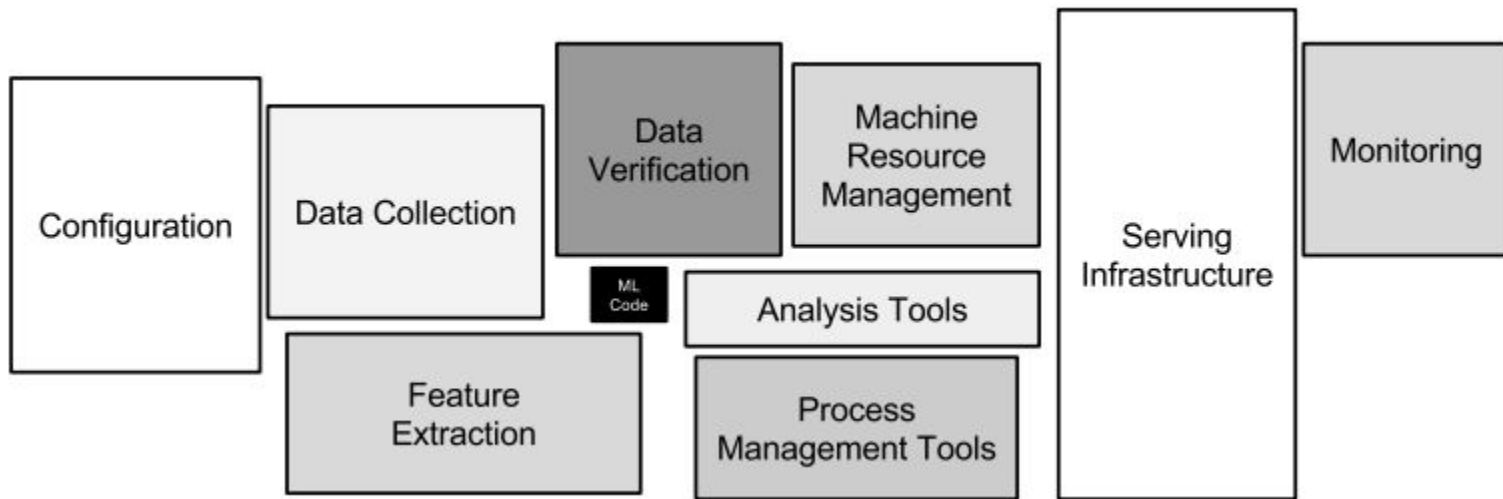 Configuration
Data Collection
Data
Verification
Machine
Resource
Management
Serving
Infrastructure
Monitoring
ML
Code
Analysis Tools
Feature
Extraction
Process
Management Tools